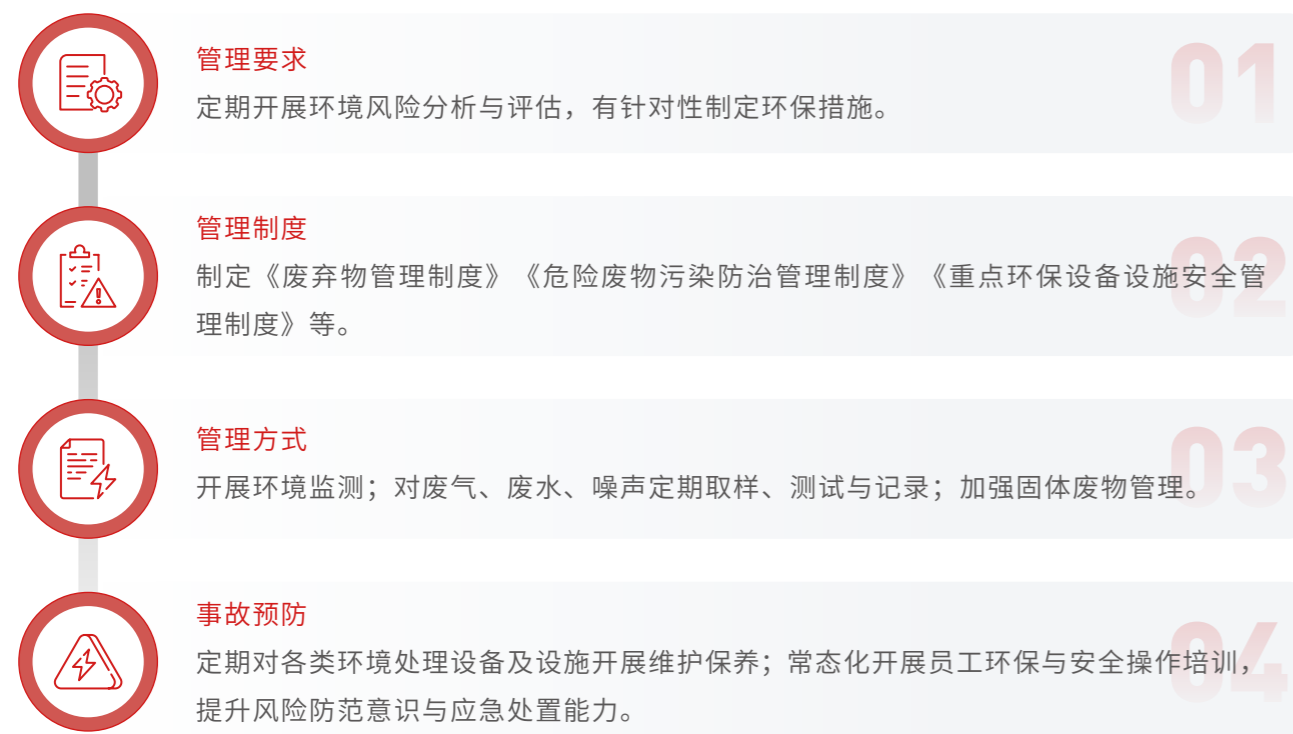 管理要求
01
定期开展环境风险分析与评估，有针对性制定环保措施。
管理制度
02
制定《废弃物管理制度》《危险废物污染防治管理制度》《重点环保设备设施安全管
理制度》等。
管理方式
03
开展环境监测；对废气、废水、噪声定期取样、测试与记录；加强固体废物管理。
事故预防
04
定期对各类环境处理设备及设施开展维护保养；常态化开展员工环保与安全操作培训，
提升风险防范意识与应急处置能力。